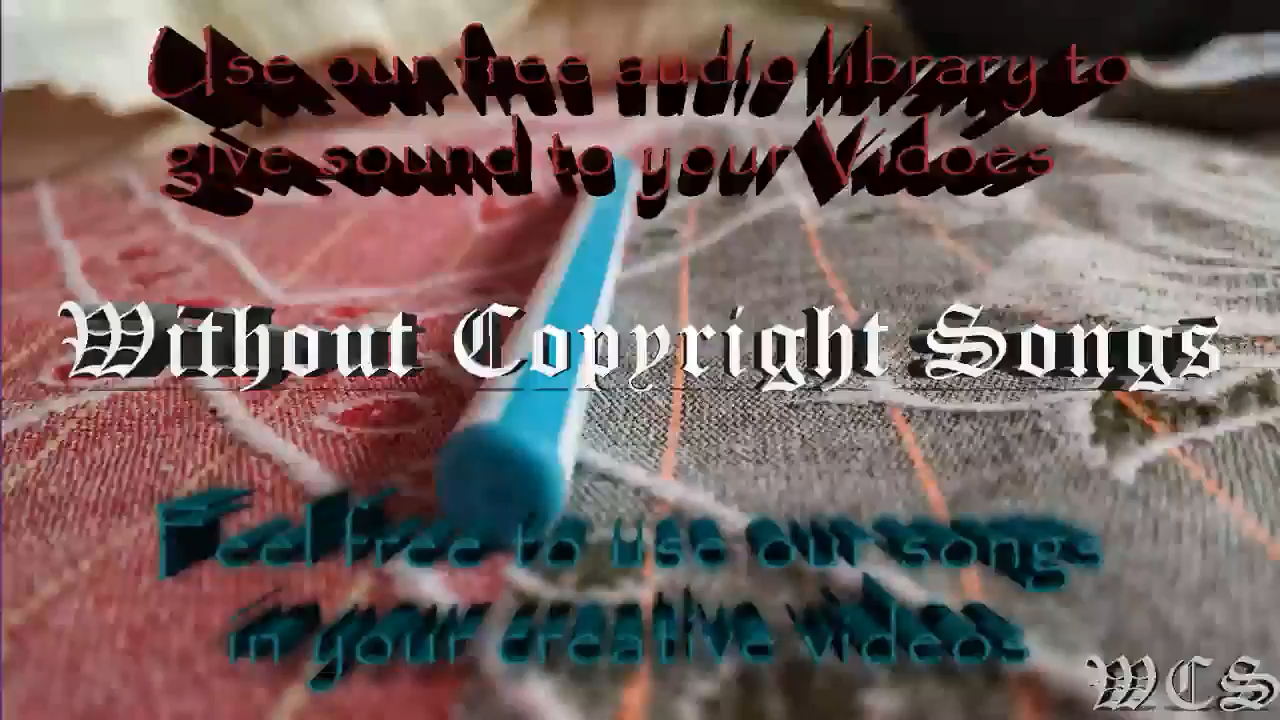 Use our free audio library to
give sound to your Vidoes
Without Copyright Songs
Feel free to use our songs
in your creative videos
WCS